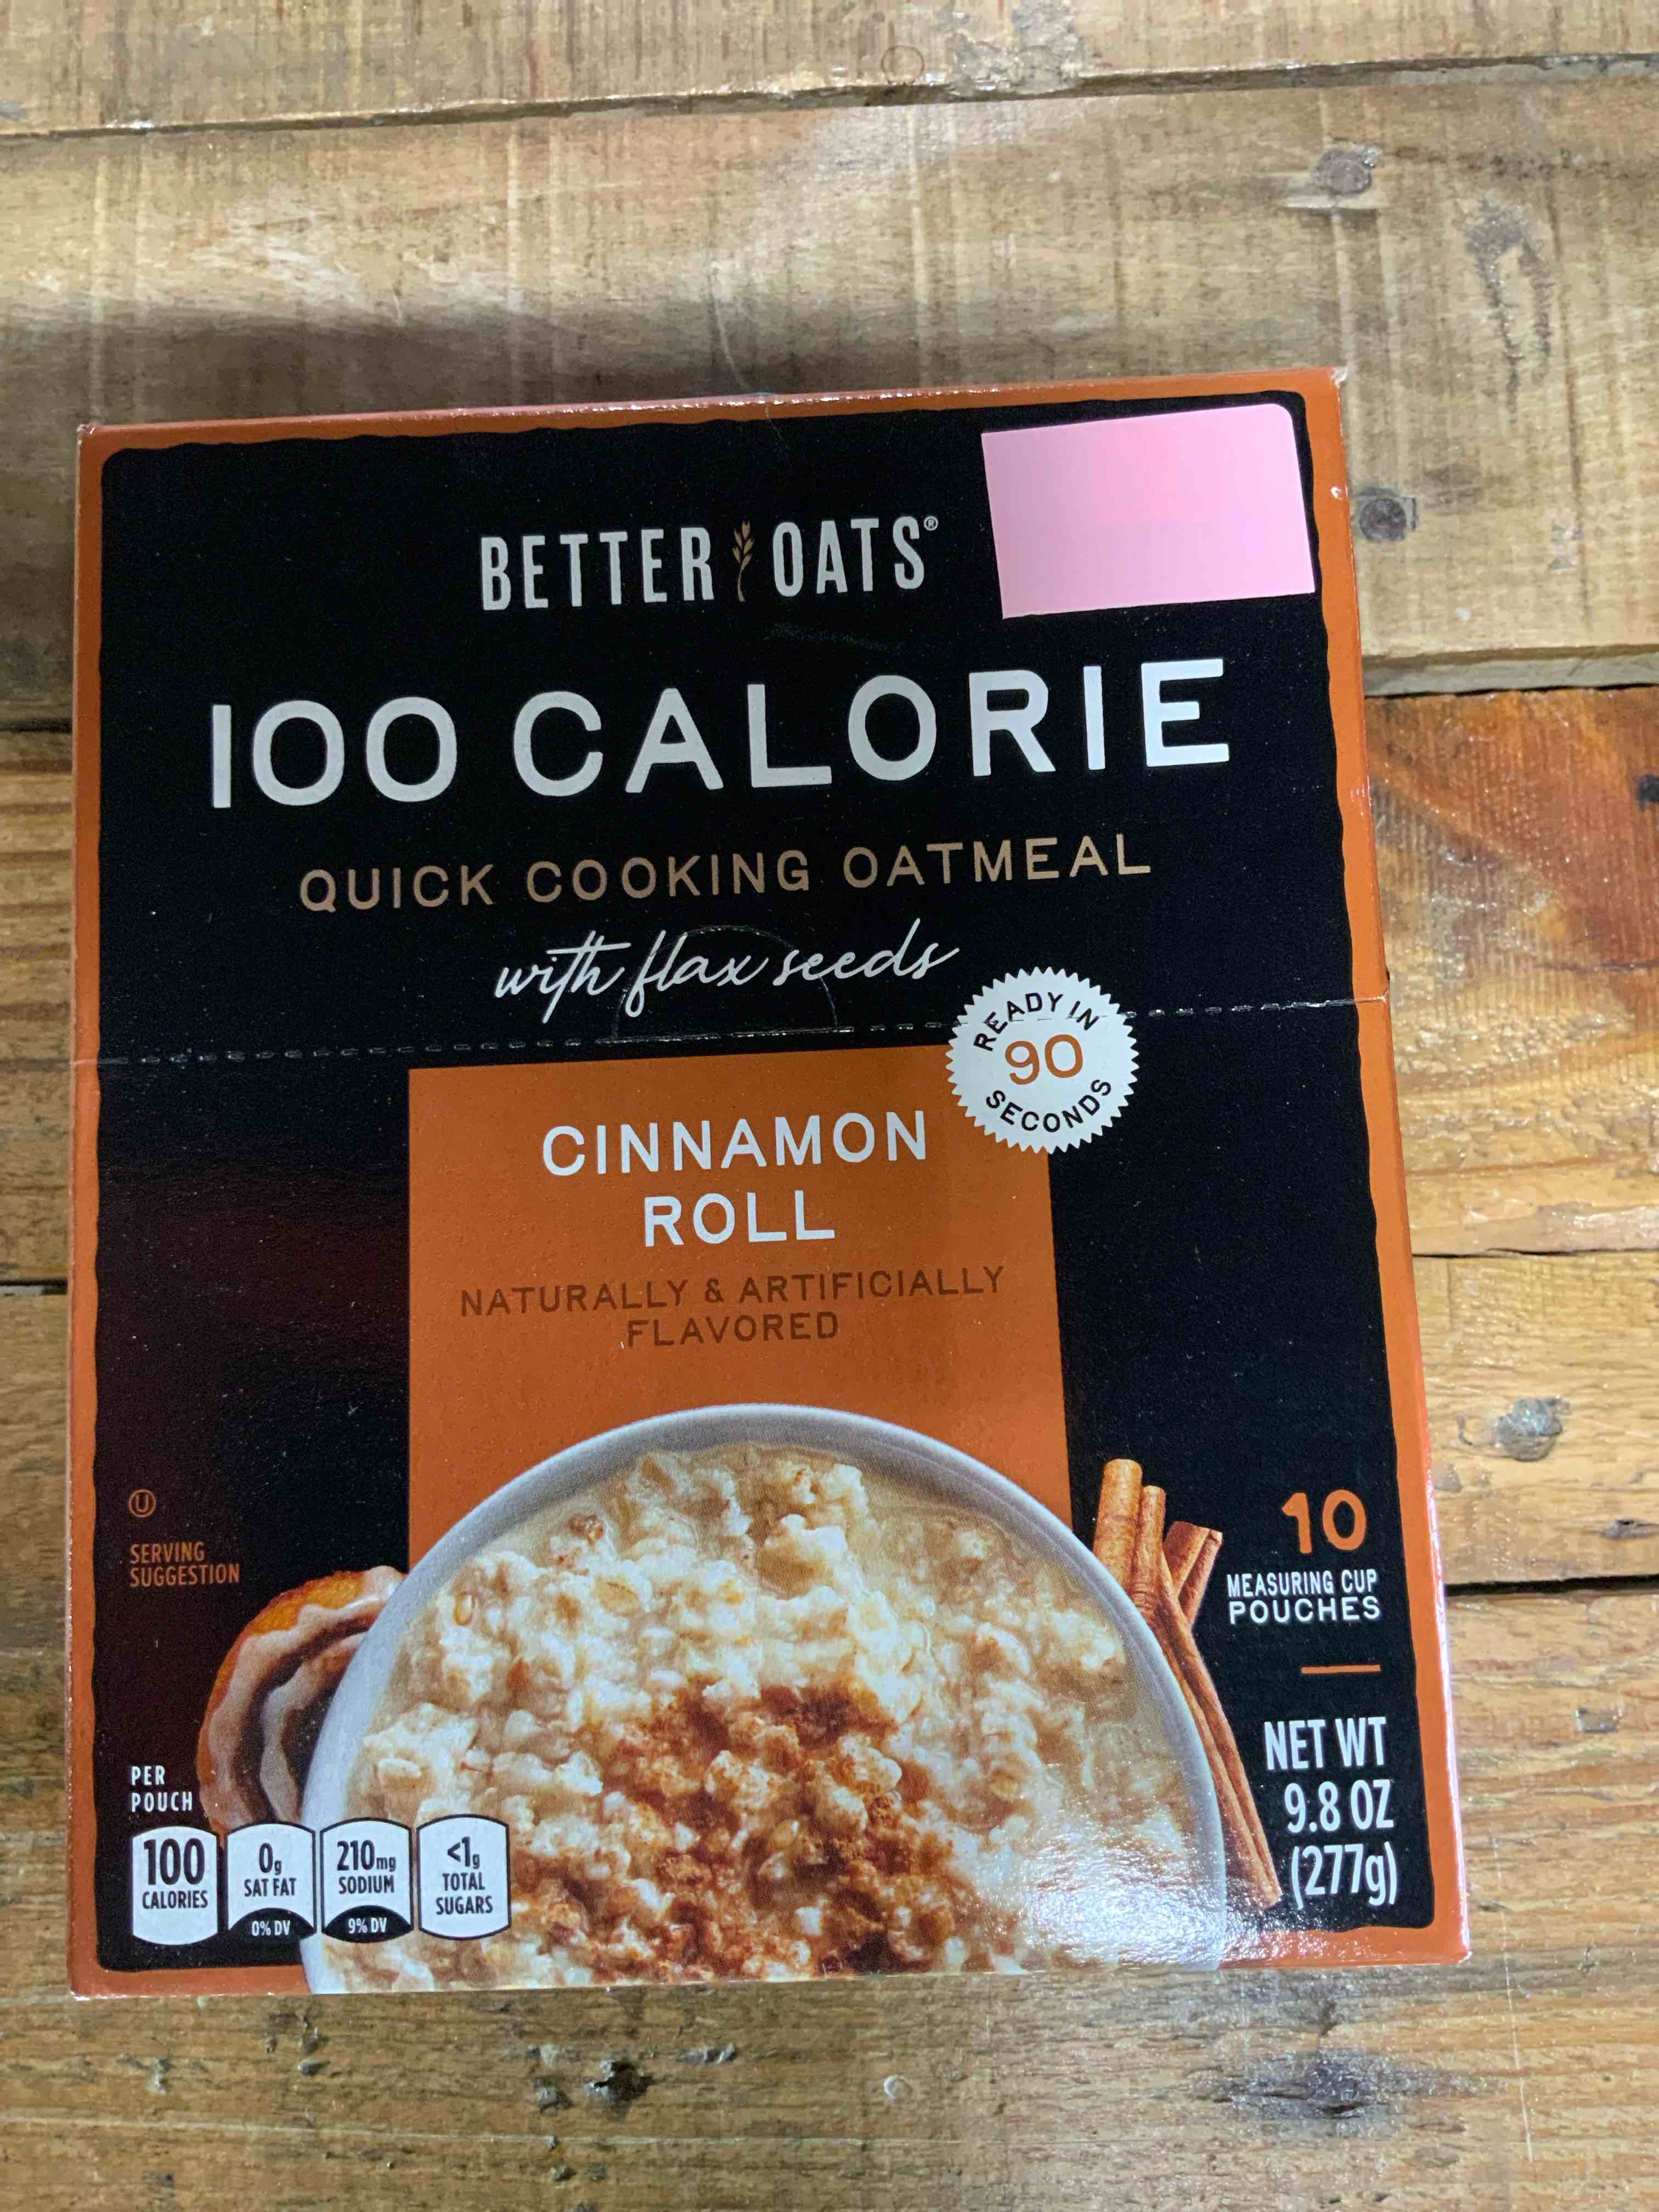 BETTER OATS®
100 CALORIE
QUICK COOKING OATMEAL
with flax seeds
READY IN
90
SECONDS
CINNAMON
ROLL
NATURALLY & ARTIFICIALLY
FLAVORED
U
SERVING
SUGGESTION
10
MEASURING CUP
POUCHES
NET WT
9.8 OZ
(277g)
PER
POUCH
100
CALORIES
0g
SAT FAT
0% DV
210mg
SODIUM
9% DV
<1g
TOTAL
SUGARS